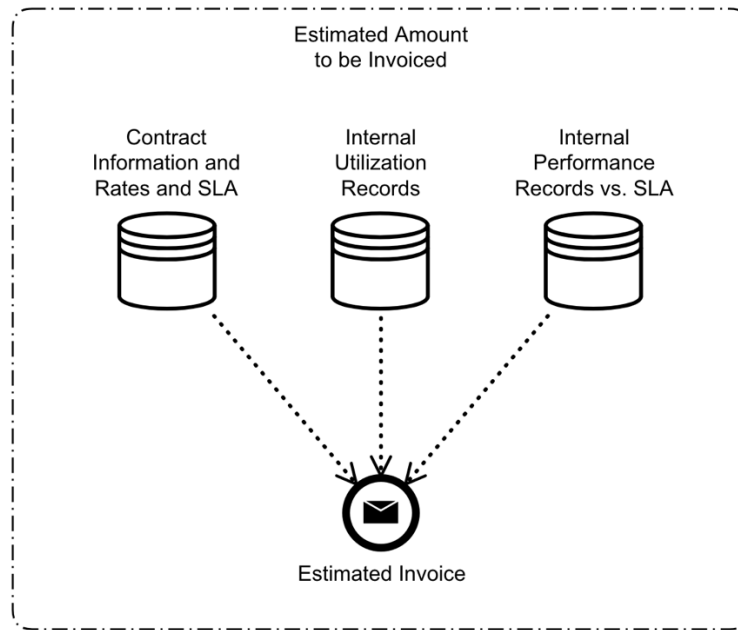 Estimated Amount
to be Invoiced
Contract
Information and
Rates and SLA
Internal
Utilization
Records
Internal
Performance
Records vs. SLA
Estimated Invoice